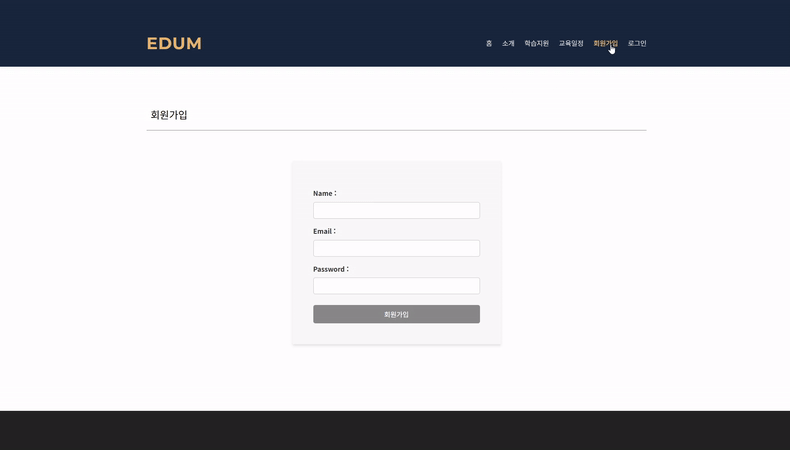 EDUM
홈 소개 학습지원 교육일정 회원가입 로그인
회원가입
Name :
Email :
Password :
회원가입